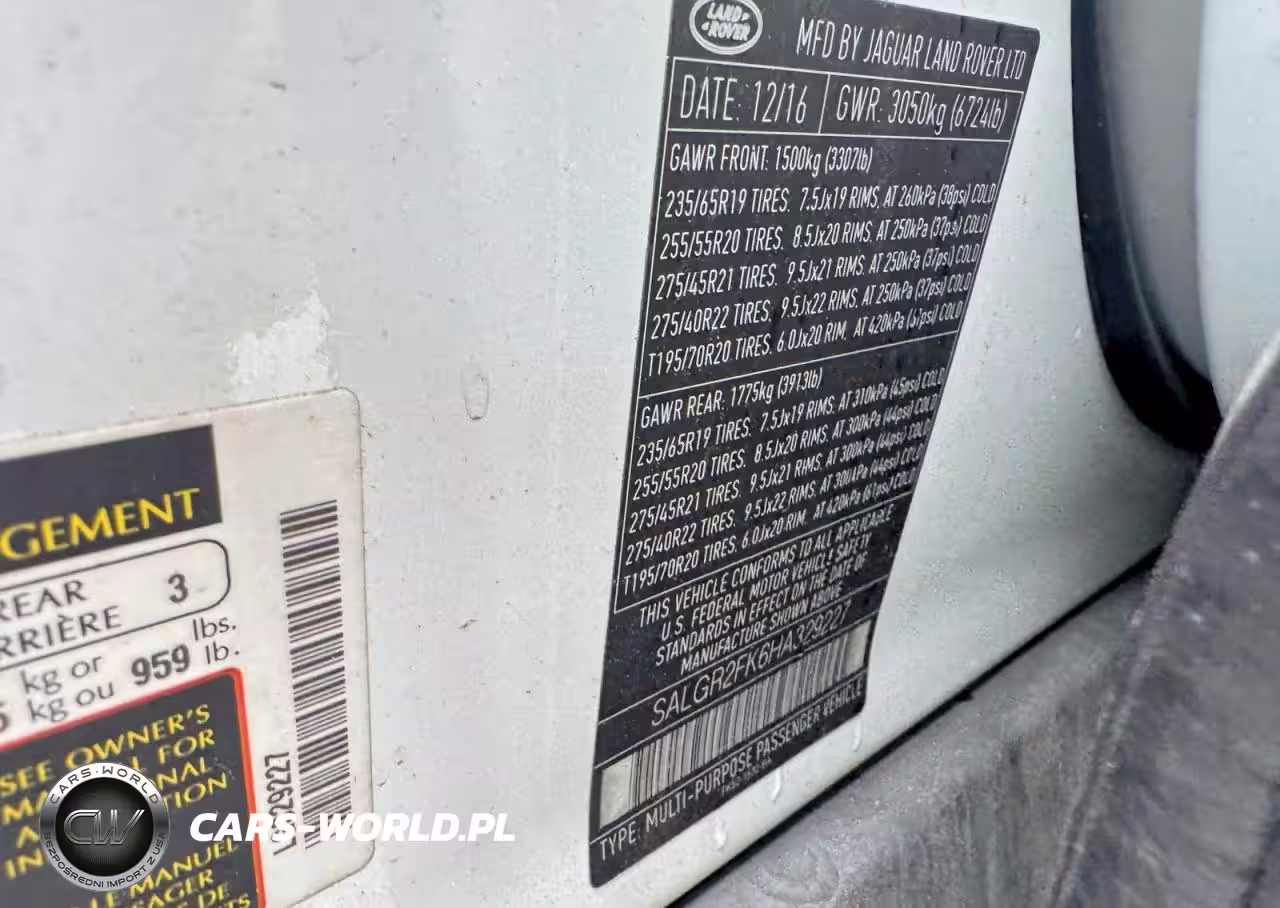 LAND
ROVER
MFD BY JAGUAR LAND ROVER LTD
DATE: 12/16 GWR: 3050kg (6724lb)
GAWR FRONT: 1500kg (3307lb)
235/65R19 TIRES. 7.5Jx19 RIMS. AT 260kPa (38psi) COLD
255/55R20 TIRES. 8.5Jx20 RIMS. AT 250kPa (37psi) COLD
275/45R21 TIRES. 9.5Jx21 RIMS. AT 250kPa (37psi) COLD
275/40R22 TIRES. 9.5Jx22 RIMS. AT 250kPa (37psi) COLD
T195/70R20 TIRES. 6.0Jx20 RIM. AT 420kPa (61psi) COLD
GAWR REAR: 1775kg (3913lb)
235/65R19 TIRES. 7.5Jx19 RIMS. AT 310kPa (45psi) COLD
255/55R20 TIRES. 8.5Jx20 RIMS. AT 300kPa (44psi) COLD
275/45R21 TIRES. 9.5Jx21 RIMS. AT 300kPa (44psi) COLD
275/40R22 TIRES. 9.5Jx22 RIMS. AT 300kPa (44psi) COLD
T195/70R20 TIRES. 6.0Jx20 RIM. AT 420kPa (61psi) COLD
THIS VEHICLE CONFORMS TO ALL APPLICABLE
U.S. FEDERAL MOTOR VEHICLE SAFETY
STANDARDS IN EFFECT ON THE DATE OF
MANUFACTURE SHOWN ABOVE
SALGR2FK6HA329227
TYPE: MULTI-PURPOSE PASSENGER VEHICLE
GEMENT
REAR 3
RRIÈRE
kg or 959 lbs.
kg ou lb.
SEE OWNER'S
FOR
MANUEL
DE
29227
CARS-WORLD
CW
BEZPOŚREDNI IMPORT Z USA
CARS-WORLD.PL